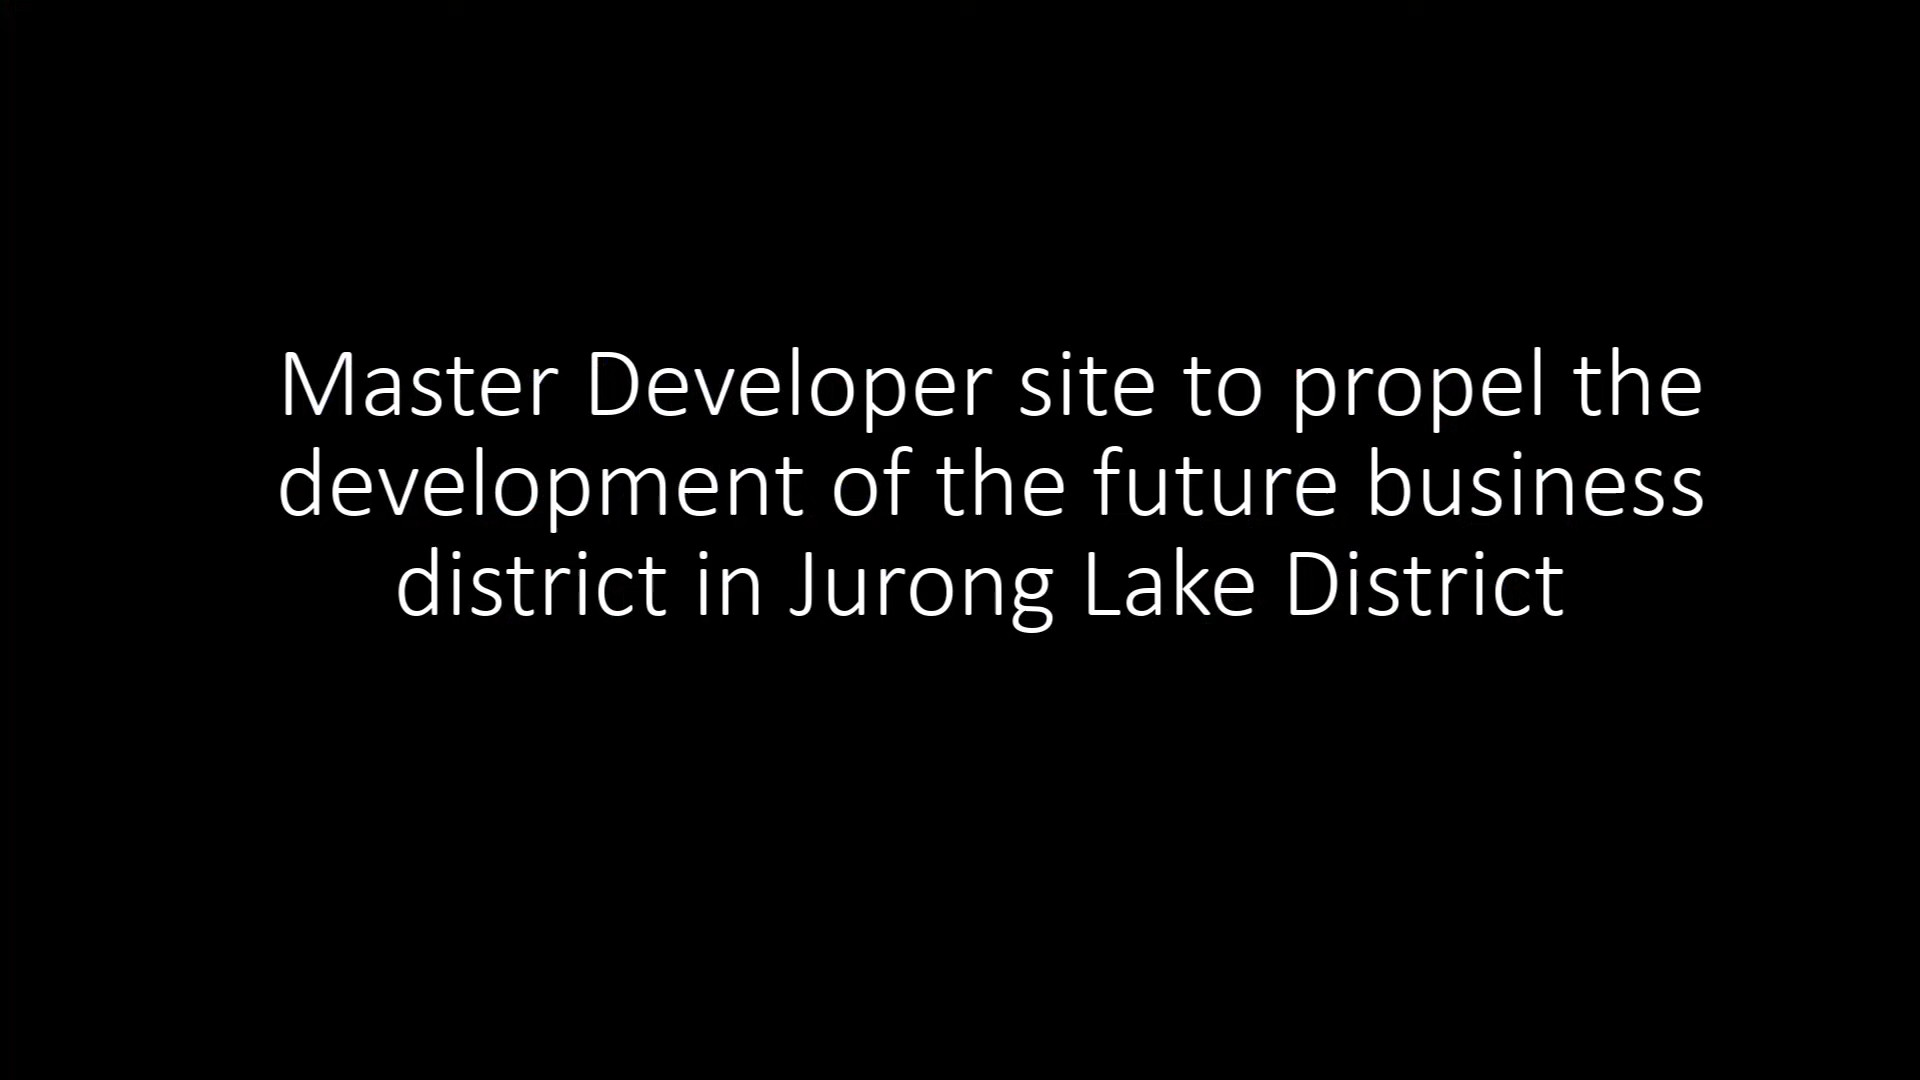 Master Developer site to propel the
development of the future business
district in Jurong Lake District